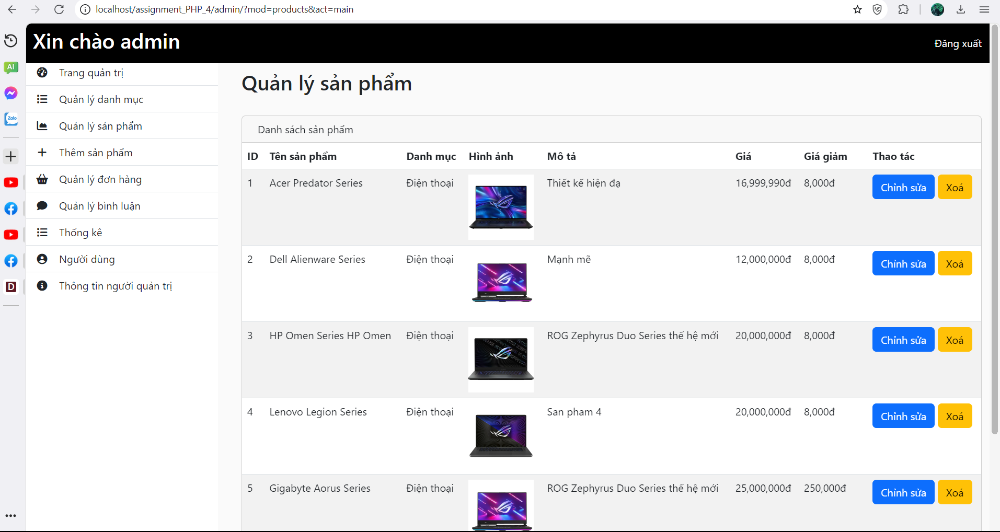 localhost/assignment_PHP_4/admin/?mod=products&act=main
Xin chào admin
Đăng xuất
AI
Zalo
D
Trang quản trị
Quản lý danh mục
Quản lý sản phẩm
Thêm sản phẩm
Quản lý đơn hàng
Quản lý bình luận
Thống kê
Người dùng
Thông tin người quản trị
Quản lý sản phẩm
Danh sách sản phẩm
ID Tên sản phẩm Danh mục Hình ảnh Mô tả Giá Giá giảm Thao tác
1 Acer Predator Series Điện thoại Thiết kế hiện đạ 16,999,990đ 8,000đ Chỉnh sửa Xoá
2 Dell Alienware Series Điện thoại Mạnh mẽ 12,000,000đ 8,000đ Chỉnh sửa Xoá
3 HP Omen Series HP Omen Điện thoại ROG Zephyrus Duo Series thế hệ mới 20,000,000đ 8,000đ Chỉnh sửa Xoá
4 Lenovo Legion Series Điện thoại San pham 4 20,000,000đ 8,000đ Chỉnh sửa Xoá
5 Gigabyte Aorus Series Điện thoại ROG Zephyrus Duo Series thế hệ mới 25,000,000đ 250,000đ Chỉnh sửa Xoá